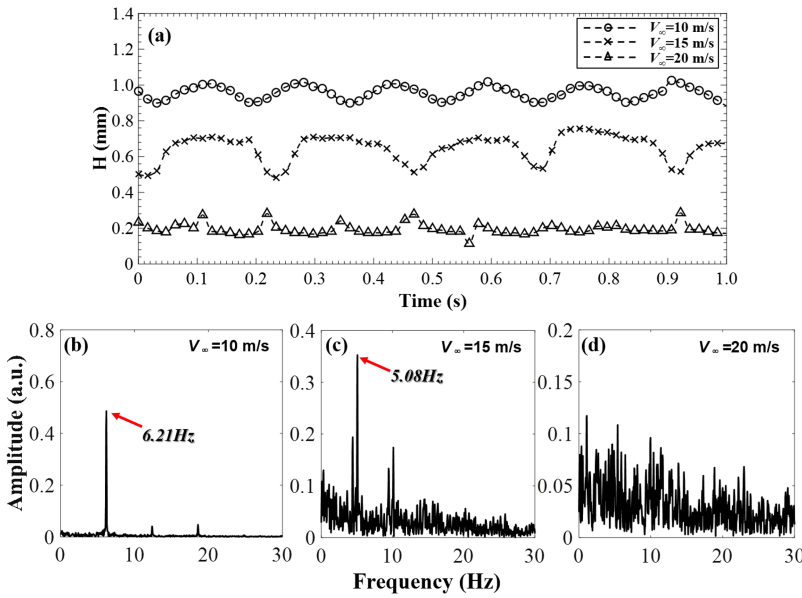 (a)
V∞=10 m/s
V∞=15 m/s
V∞=20 m/s
1.4
1.2
1.0
0.8
0.6
0.4
0.2
0
H (mm)
0 0.1 0.2 0.3 0.4 0.5 0.6 0.7 0.8 0.9 1.0
Time (s)
(b) V∞=10 m/s
6.21Hz
0.8
0.6
0.4
0.2
0
Amplitude (a.u.)
0 10 20 30
(c) V∞=15 m/s
5.08Hz
0.4
0.3
0.2
0.1
0
0 10 20 30
(d) V∞=20 m/s
0.2
0.15
0.1
0.05
0
0 10 20 30
Frequency (Hz)